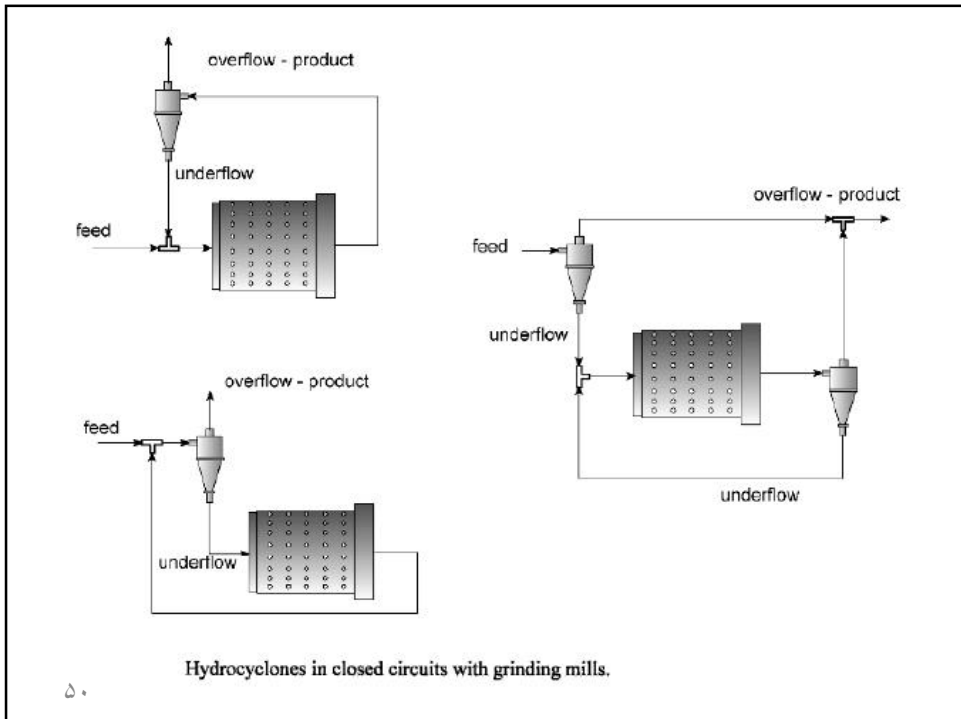 overflow - product
underflow
feed
overflow - product
feed
underflow
overflow - product
feed
underflow
underflow
Hydrocyclones in closed circuits with grinding mills.
۵۰